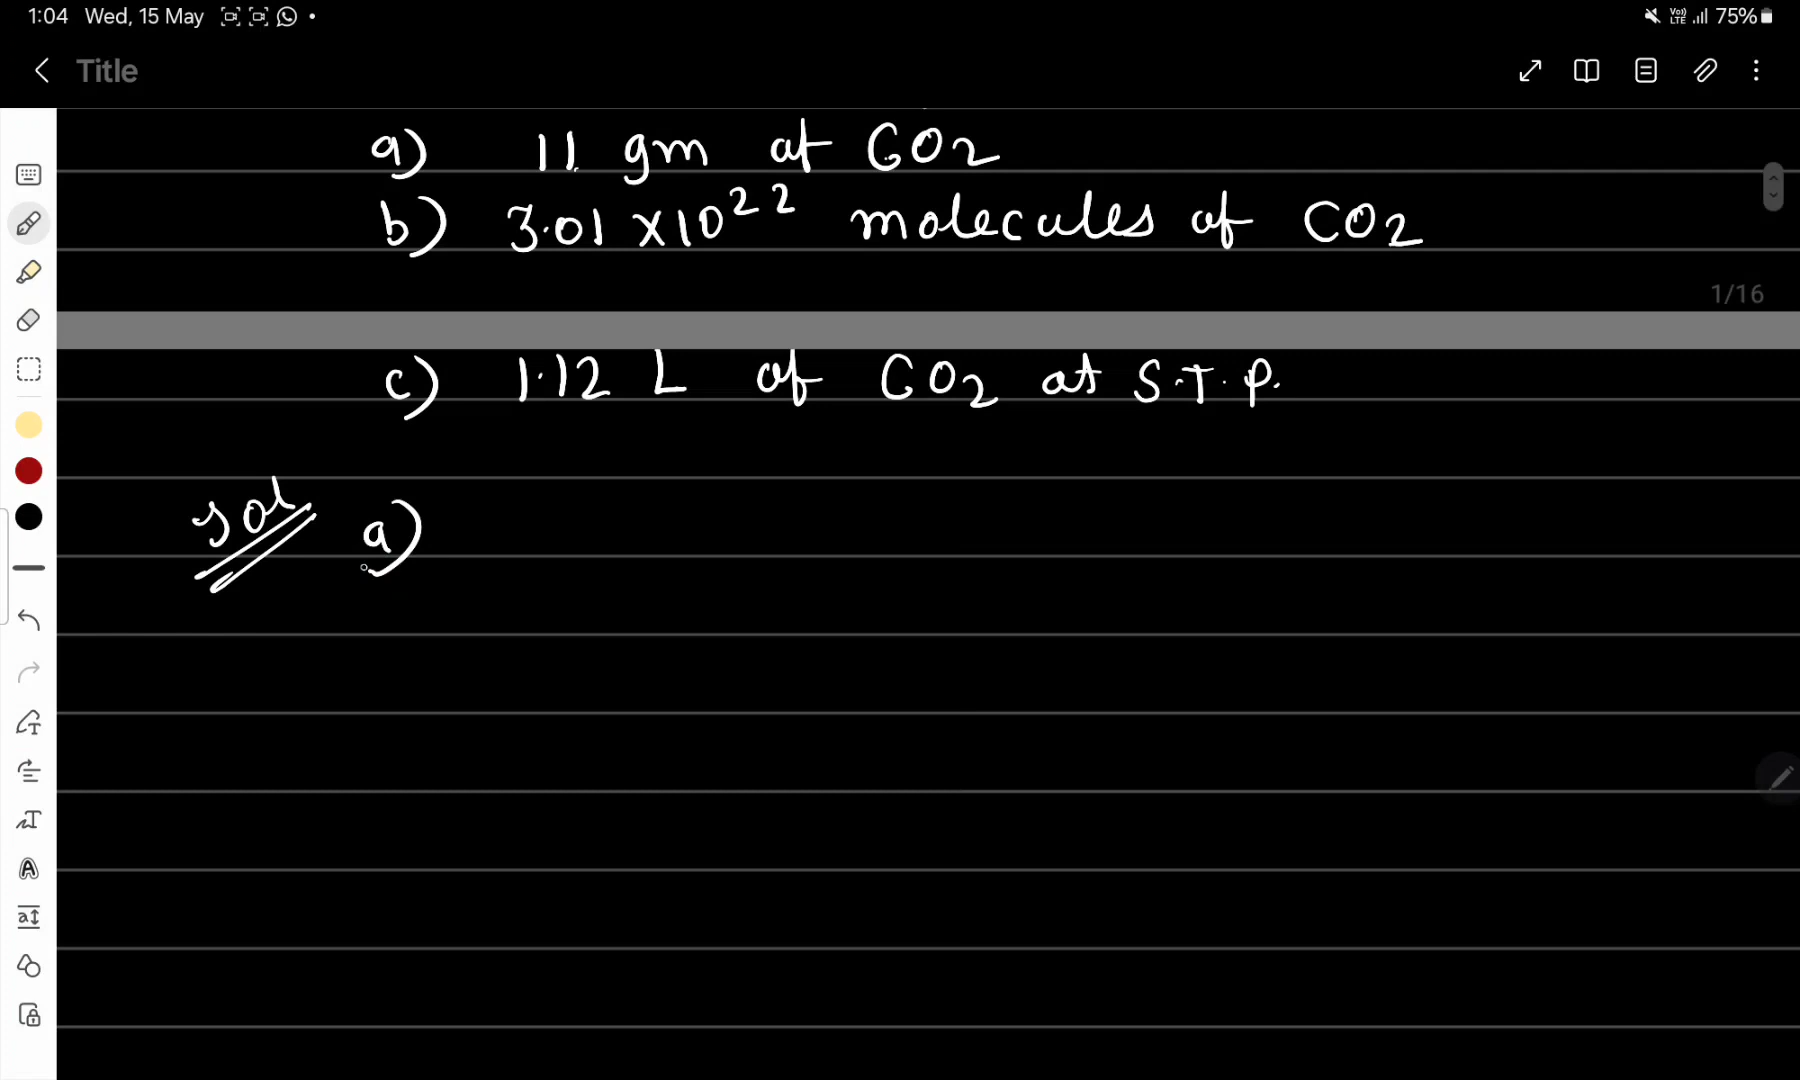 1:04 Wed, 15 May 75%
Title
a) 11 gm of CO2
b) 3.01 x10^22 molecules of CO2
1/16
c) 1.12 L of CO2 at S.T.P.
sol a)